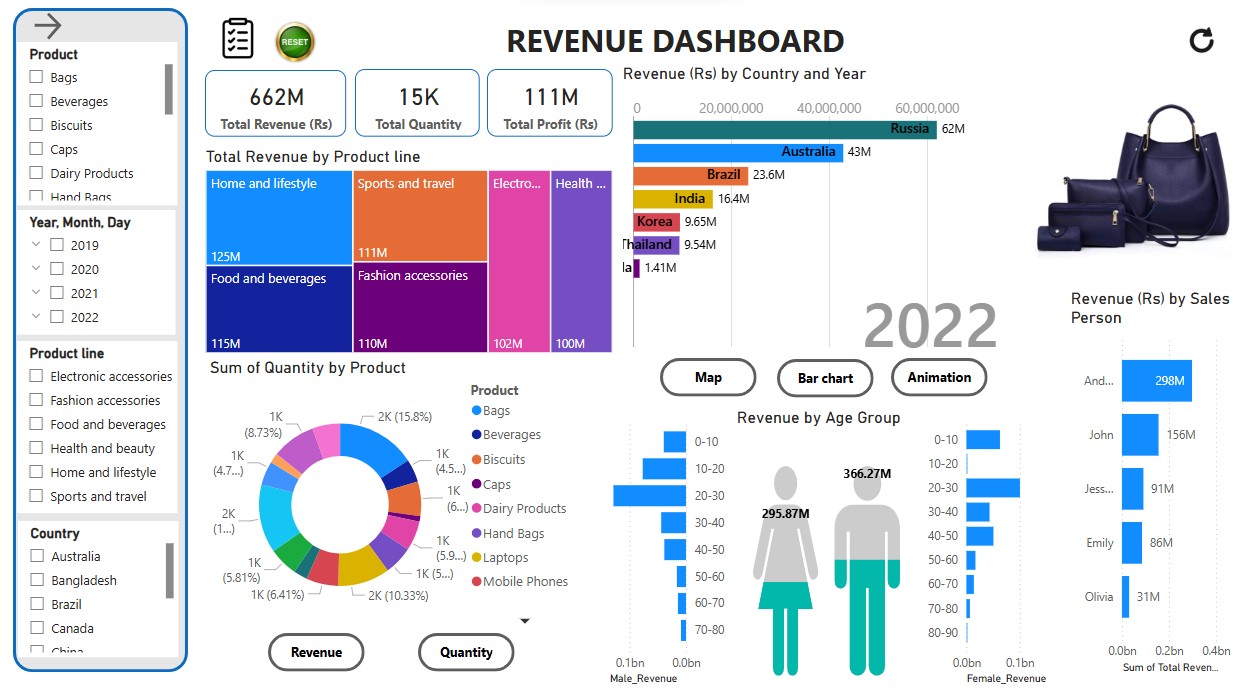 REVENUE DASHBOARD
RESET
Product
Bags
Beverages
Biscuits
Caps
Dairy Products
Hand Bags
Year, Month, Day
2019
2020
2021
2022
Product line
Electronic accessories
Fashion accessories
Food and beverages
Health and beauty
Home and lifestyle
Sports and travel
Country
Australia
Bangladesh
Brazil
Canada
China
662M
Total Revenue (Rs)
15K
Total Quantity
111M
Total Profit (Rs)
Total Revenue by Product line
Home and lifestyle
125M
Food and beverages
115M
Sports and travel
111M
Fashion accessories
110M
Electro...
102M
Health ...
100M
Revenue (Rs) by Country and Year
0 20,000,000 40,000,000 60,000,000
Russia 62M
Australia 43M
Brazil 23.6M
India 16.4M
Korea 9.65M
Thailand 9.54M
la 1.41M
2022
Map
Bar chart
Animation
Sum of Quantity by Product
2K (15.8%)
1K
(4.5...)
1K
(6...)
1K
(5.9...)
1K (5...)
2K (10.33%)
1K (6.41%)
1K
(5.81%)
2K
(1...)
1K
(4.7...)
1K
(8.73%)
Product
Bags
Beverages
Biscuits
Caps
Dairy Products
Hand Bags
Laptops
Mobile Phones
Revenue
Quantity
Revenue by Age Group
0-10
10-20
20-30
30-40
40-50
50-60
60-70
70-80
0.1bn 0.0bn
Male_Revenue
295.87M
366.27M
0-10
10-20
20-30
30-40
40-50
50-60
60-70
70-80
80-90
0.0bn 0.1bn
Female_Revenue
Revenue (Rs) by Sales
Person
And... 298M
John 156M
Jess... 91M
Emily 86M
Olivia 31M
0.0bn 0.2bn 0.4bn
Sum of Total Reven...